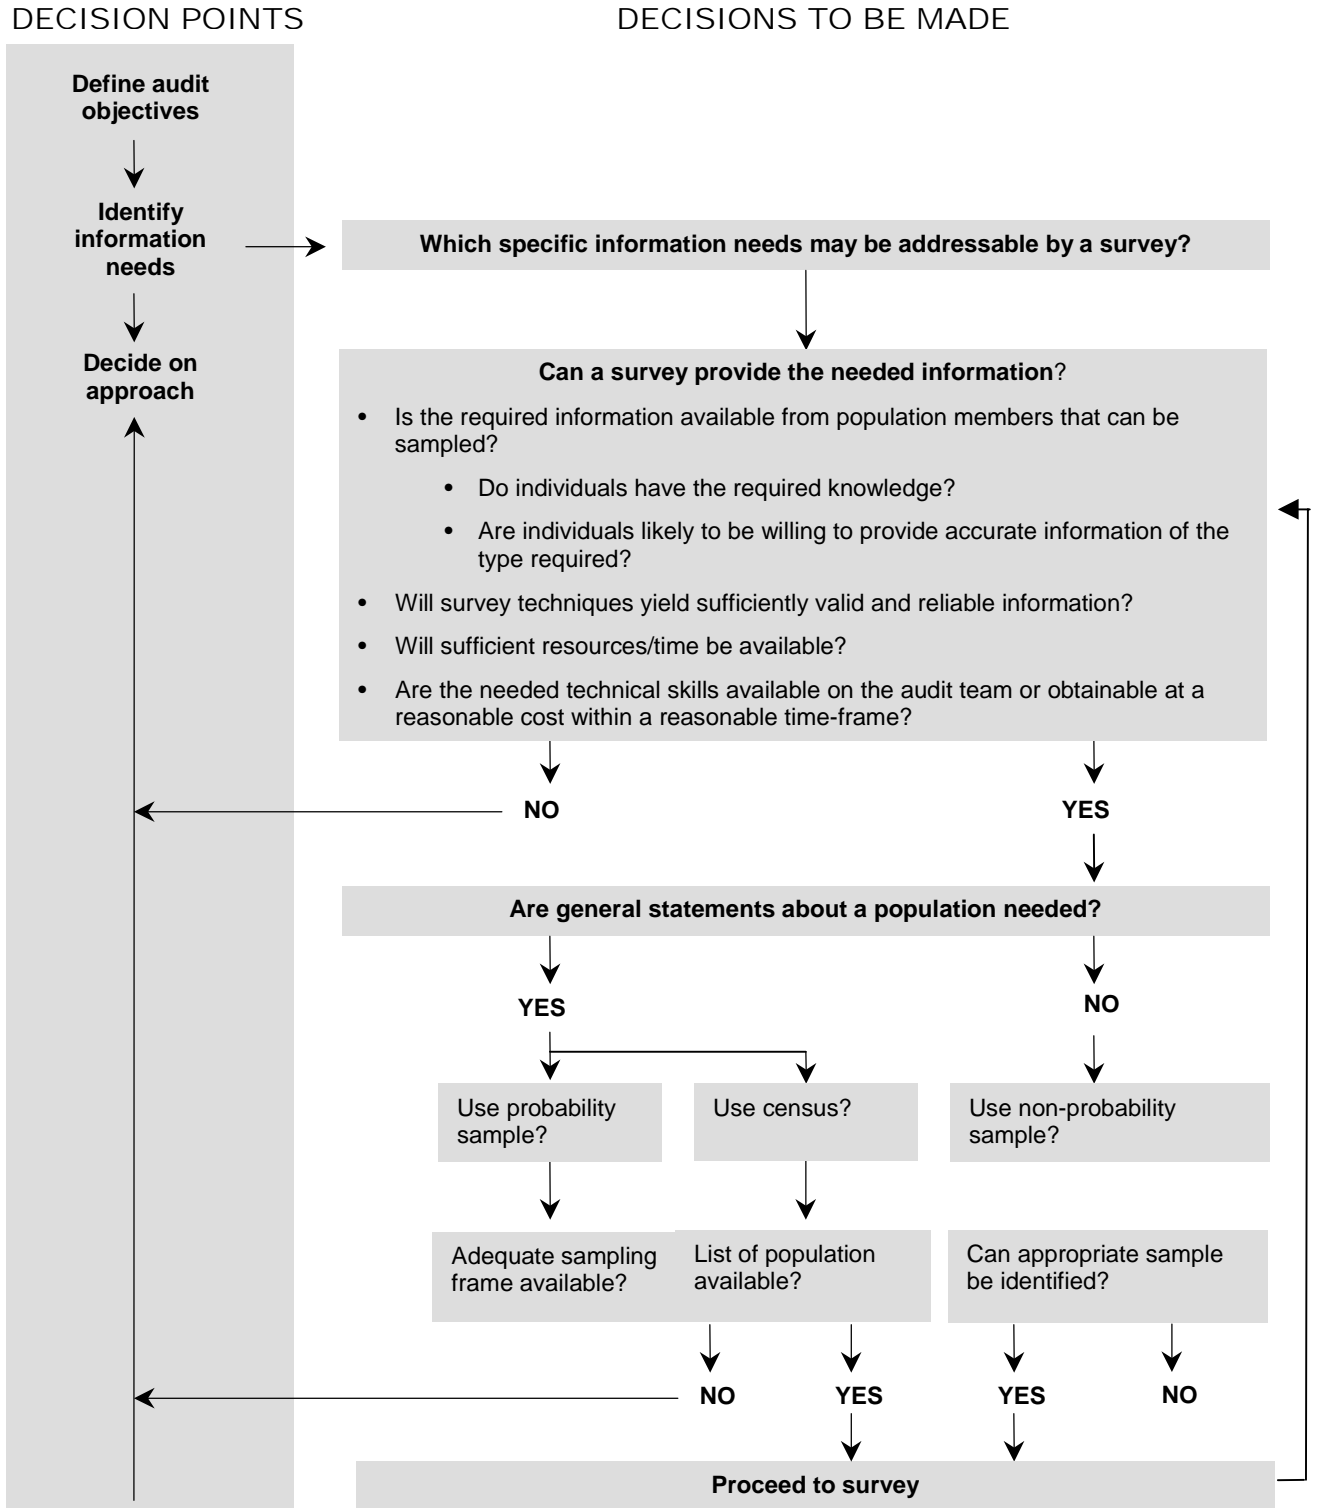 DECISION POINTS
DECISIONS TO BE MADE
Define audit
objectives
Identify
information
needs
Decide on
approach
Which specific information needs may be addressable by a survey?
Can a survey provide the needed information?
• Is the required information available from population members that can be
sampled?
• Do individuals have the required knowledge?
• Are individuals likely to be willing to provide accurate information of the
type required?
• Will survey techniques yield sufficiently valid and reliable information?
• Will sufficient resources/time be available?
• Are the needed technical skills available on the audit team or obtainable at a
reasonable cost within a reasonable time-frame?
NO
YES
Are general statements about a population needed?
YES
NO
Use probability
sample?
Use census?
Use non-probability
sample?
Adequate sampling
frame available?
List of population
available?
Can appropriate sample
be identified?
NO
YES
YES
NO
Proceed to survey